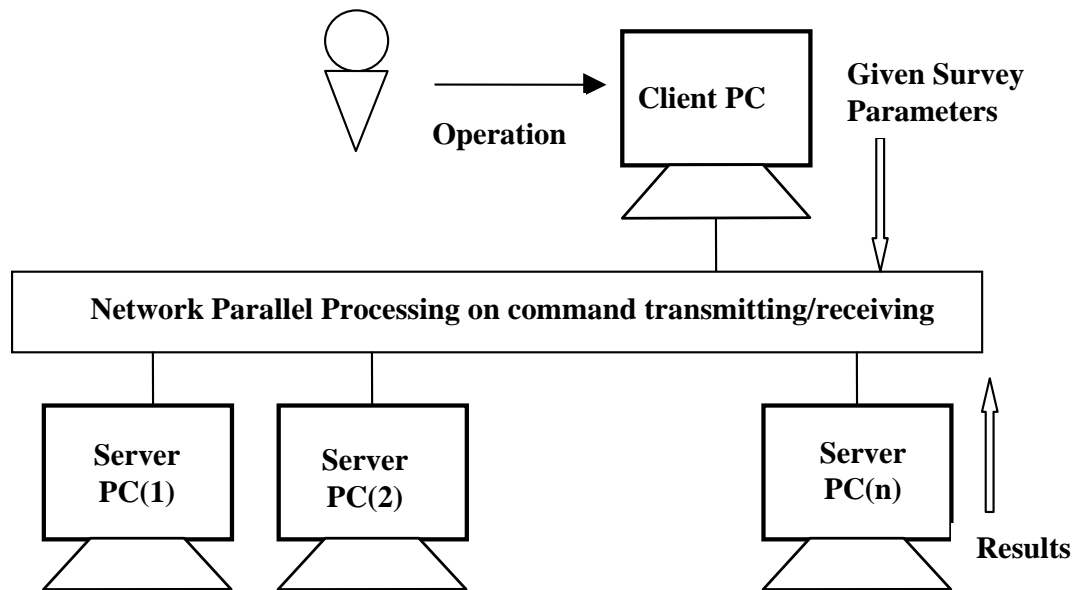 Client PC
Given Survey
Parameters
Operation
Network Parallel Processing on command transmitting/receiving
Server
PC(1)
Server
PC(2)
Server
PC(n)
Results